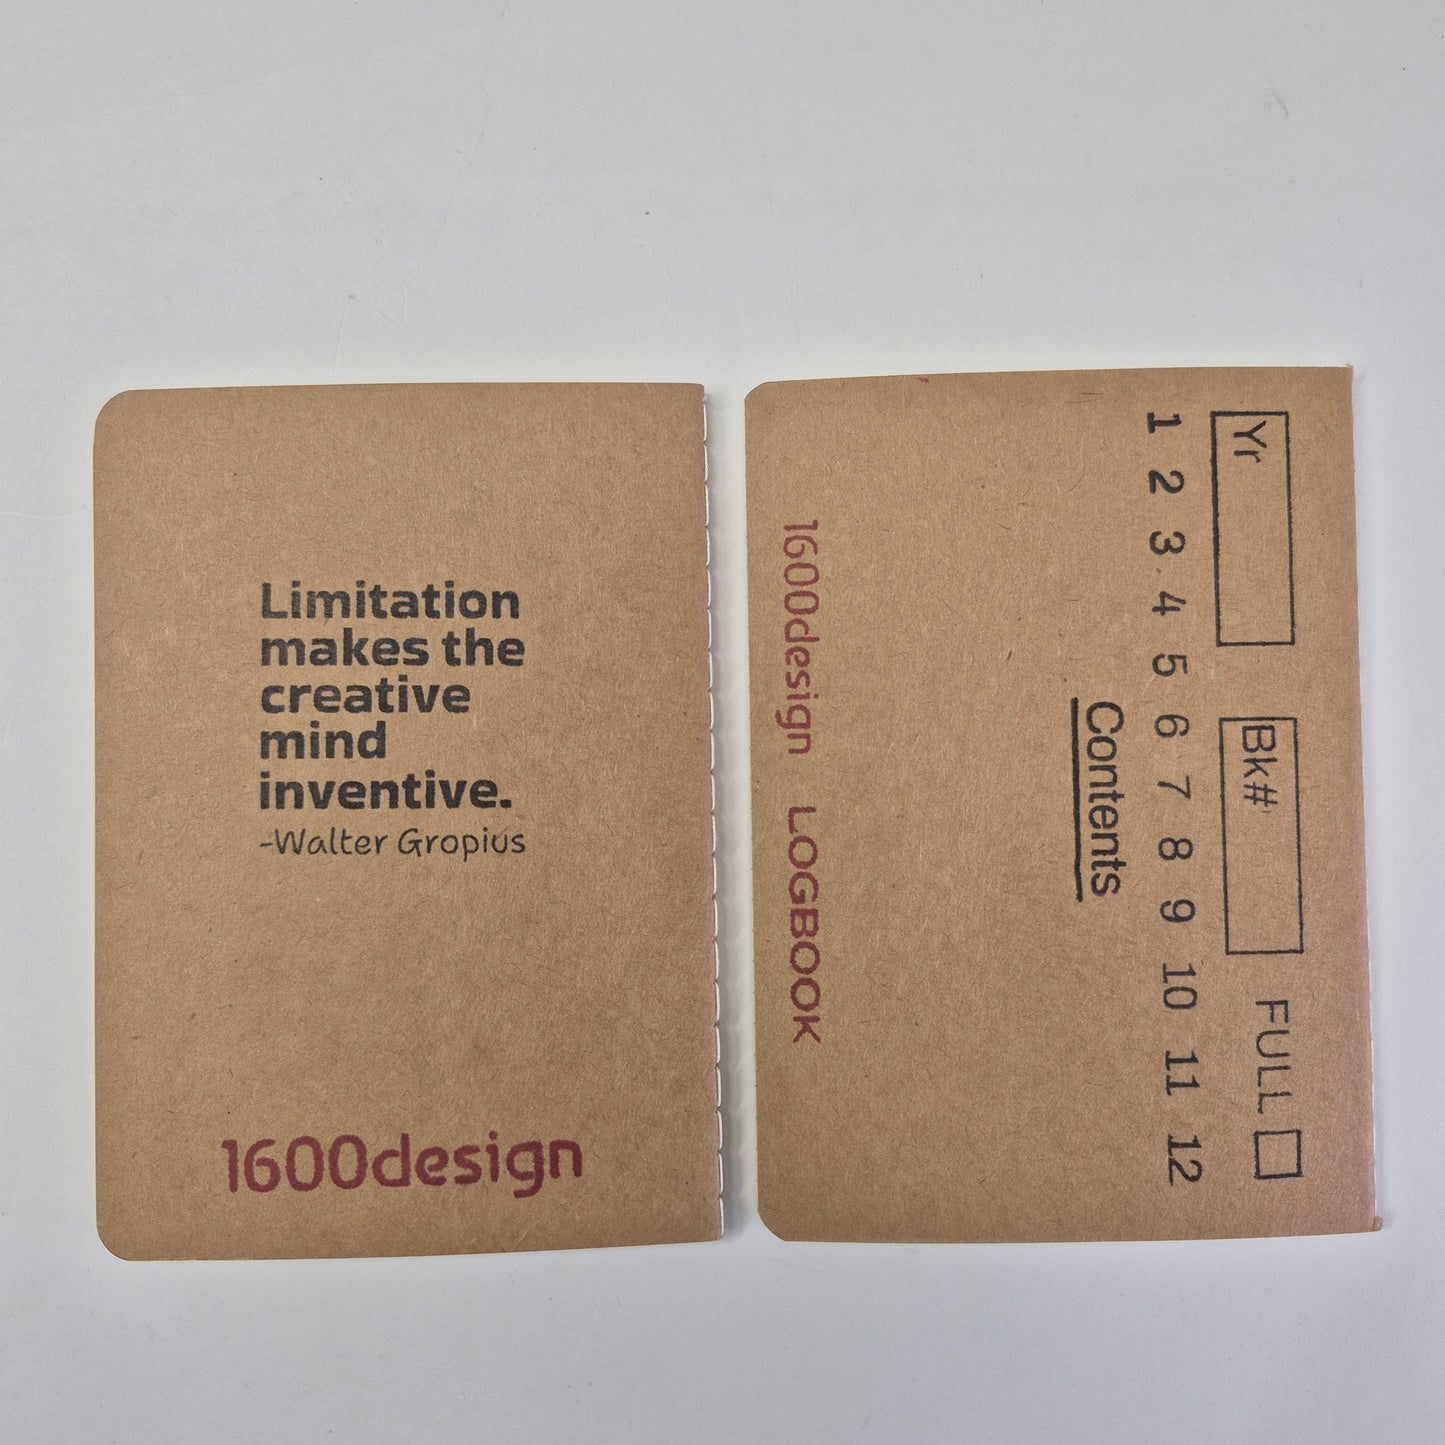 Limitation
makes the
creative
mind
inventive.
-Walter Gropius
1600design
Yr Bk# FULL
1 2 3 4 5 6 7 8 9 10 11 12
Contents
1600design LOGBOOK